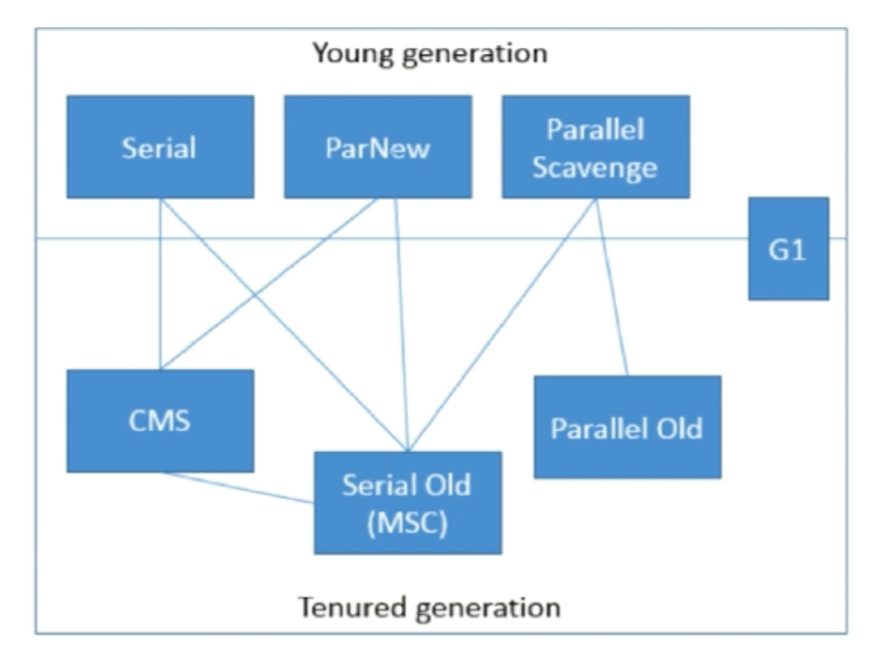 Young generation
Serial
ParNew
Parallel
Scavenge
G1
CMS
Parallel Old
Serial Old
(MSC)
Tenured generation